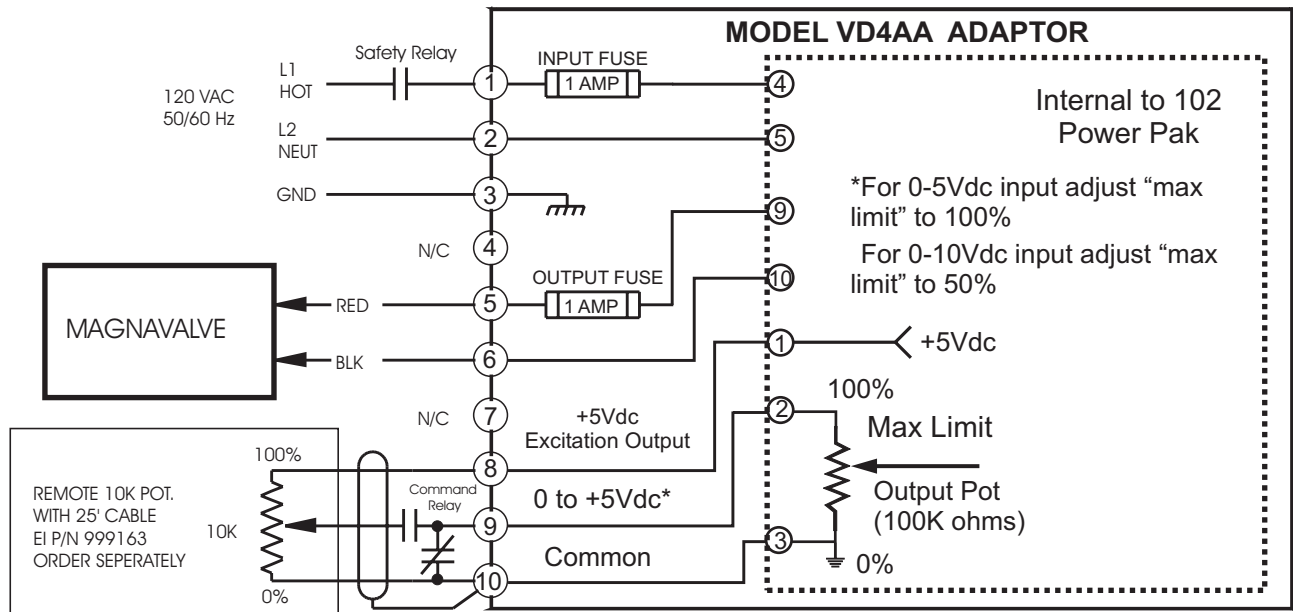 MODEL VD4AA ADAPTOR
Safety Relay
INPUT FUSE
L1
HOT
1
1 AMP
4
120 VAC
50/60 Hz
Internal to 102
Power Pak
L2
NEUT
2
5
GND
3
*For 0-5Vdc input adjust “max
limit” to 100%
9
N/C
4
For 0-10Vdc input adjust “max
limit” to 50%
OUTPUT FUSE
10
MAGNAVALVE
RED
5
1 AMP
BLK
6
1
+5Vdc
100%
N/C
7
+5Vdc
Excitation Output
2
Max Limit
100%
8
REMOTE 10K POT.
WITH 25' CABLE
EI P/N 999163
ORDER SEPERATELY
10K
Command
Relay
9
0 to +5Vdc*
Output Pot
(100K ohms)
Common
3
0%
10
0%